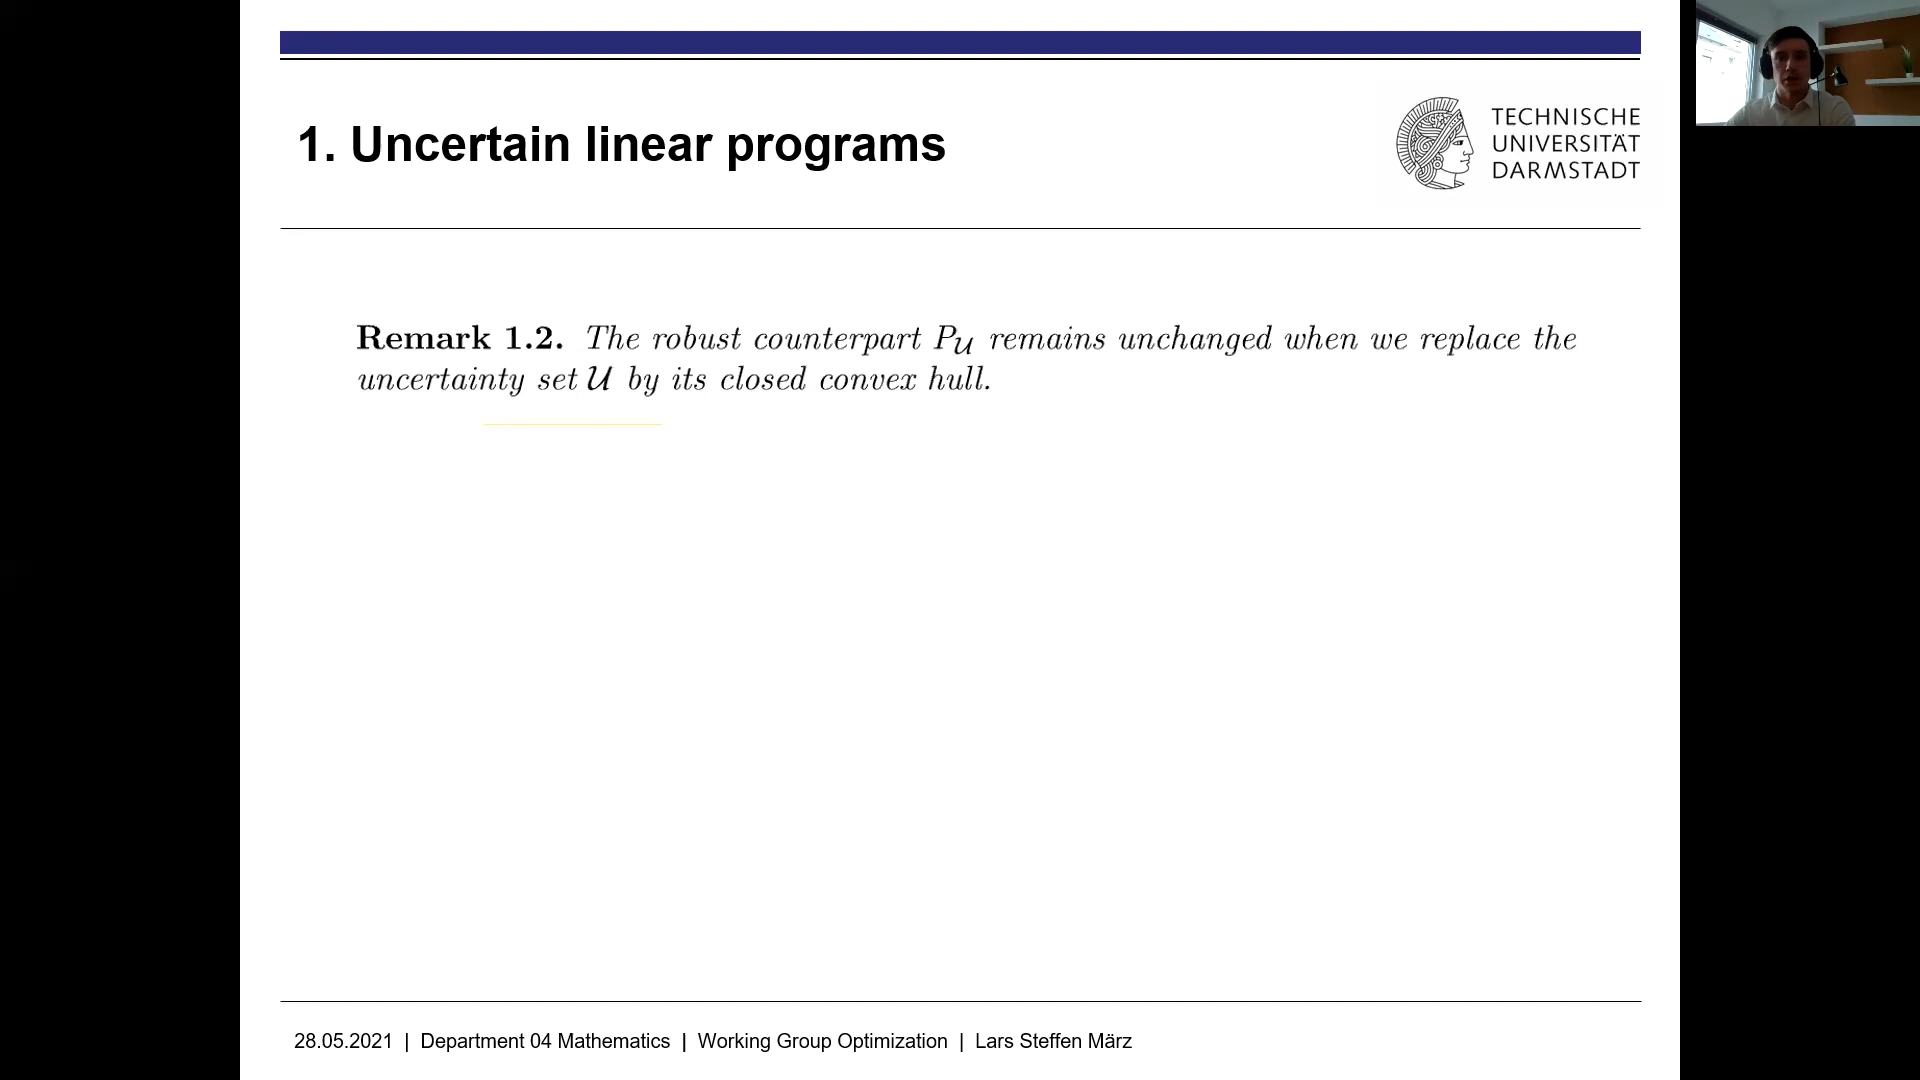 1. Uncertain linear programs
TECHNISCHE
UNIVERSITÄT
DARMSTADT
Remark 1.2. The robust counterpart P_𝒰 remains unchanged when we replace the
uncertainty set 𝒰 by its closed convex hull.
28.05.2021 | Department 04 Mathematics | Working Group Optimization | Lars Steffen März